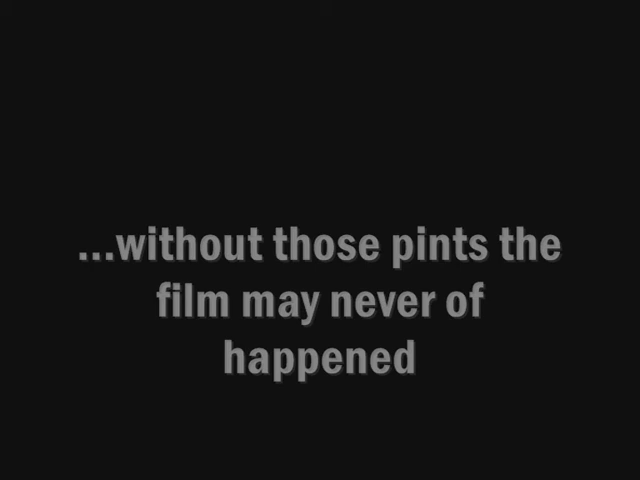 ...without those pints the
film may never of
happened